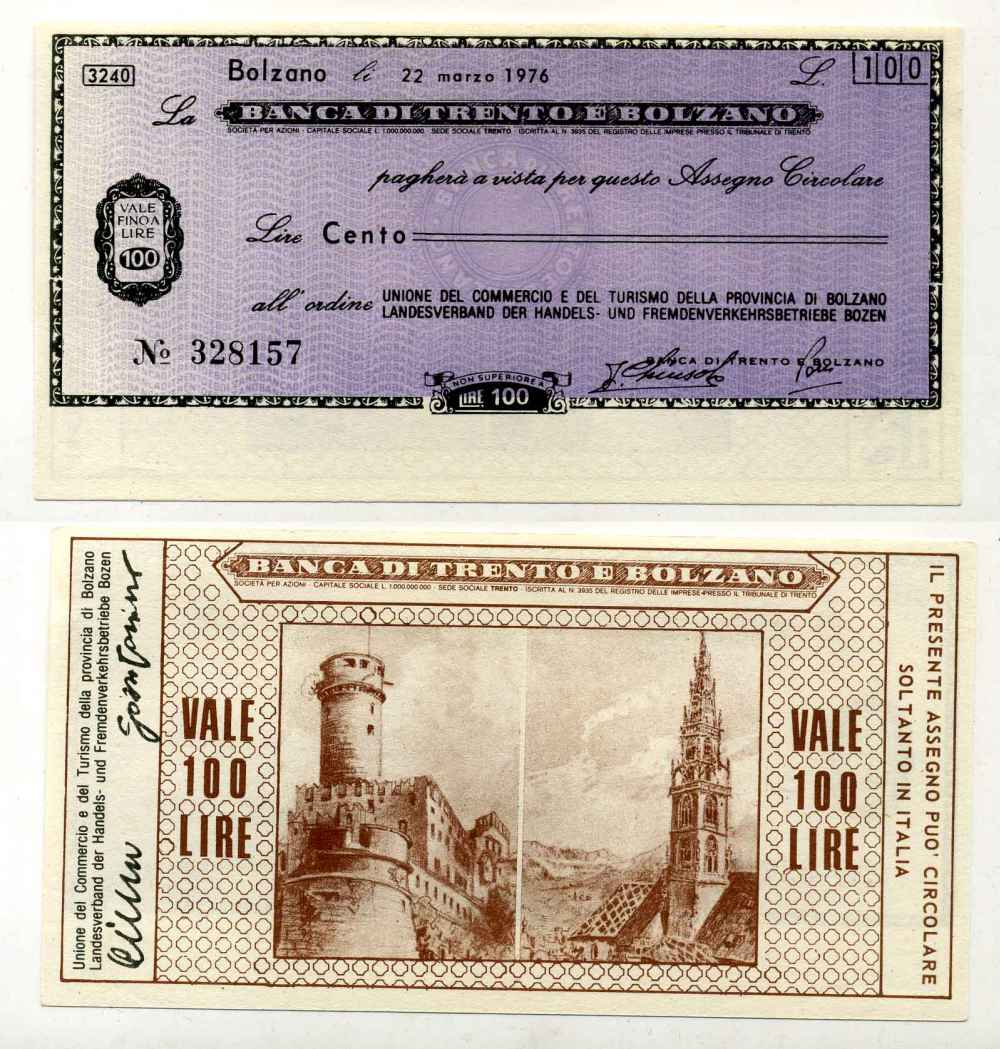 3240
Bolzano li 22 marzo 1976
L. 100
La BANCA DI TRENTO E BOLZANO
SOCIETÀ PER AZIONI - CAPITALE SOCIALE L. 1.000.000.000 - SEDE SOCIALE TRENTO - ISCRITTA AL N. 3935 DEL REGISTRO DELLE IMPRESE PRESSO IL TRIBUNALE DI TRENTO
pagherà a vista per questo Assegno Circolare
VALE
FINO A
LIRE
100
Lire Cento
all'ordine UNIONE DEL COMMERCIO E DEL TURISMO DELLA PROVINCIA DI BOLZANO
LANDESVERBAND DER HANDELS- UND FREMDENVERKEHRSBETRIEBE BOZEN
No 328157
BANCA DI TRENTO E BOLZANO
NON SUPERIORE A
LIRE 100
Unione del Commercio e del Turismo della provincia di Bolzano
Landesverband der Handels- und Fremdenverkehrsbetriebe Bozen
BANCA DI TRENTO E BOLZANO
SOCIETÀ PER AZIONI - CAPITALE SOCIALE L. 1.000.000.000 - SEDE SOCIALE TRENTO - ISCRITTA AL N. 3935 DEL REGISTRO DELLE IMPRESE PRESSO IL TRIBUNALE DI TRENTO
VALE
100
LIRE
VALE
100
LIRE
IL PRESENTE ASSEGNO PUO' CIRCOLARE
SOLTANTO IN ITALIA